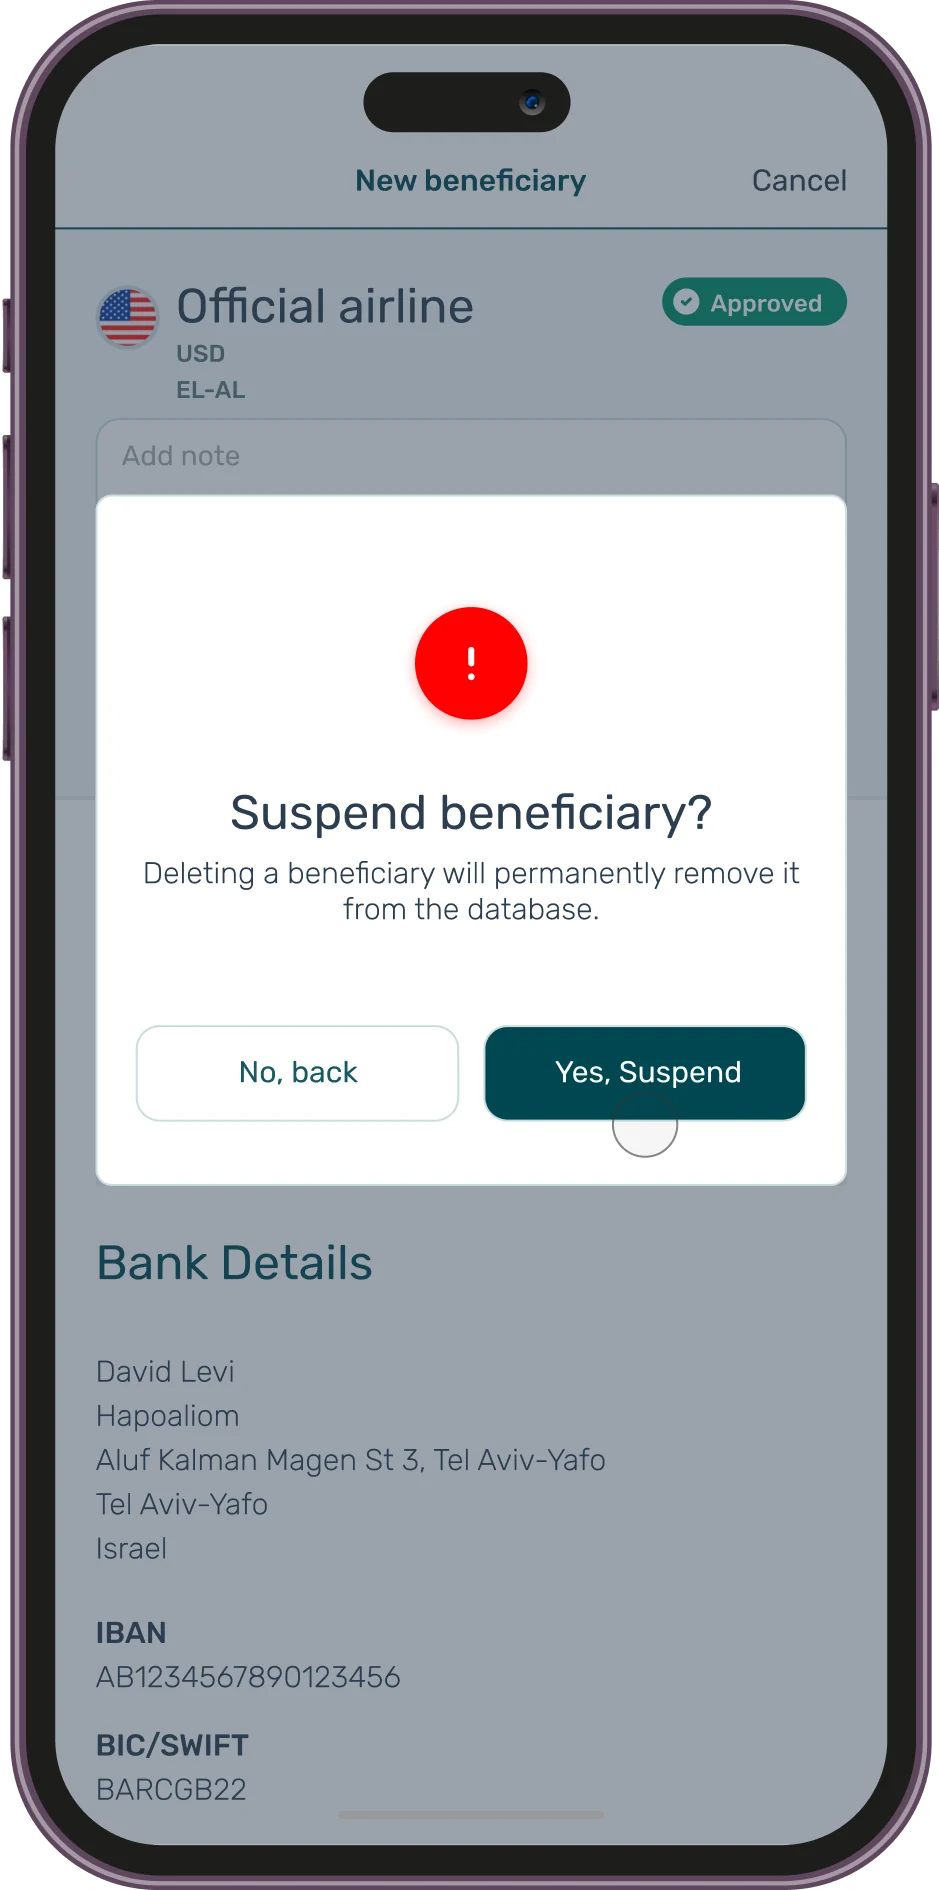 New beneficiary
Cancel
Official airline
Approved
USD
EL-AL
Add note
Suspend beneficiary?
Deleting a beneficiary will permanently remove it
from the database.
No, back
Yes, Suspend
Bank Details
David Levi
Hapoaliom
Aluf Kalman Magen St 3, Tel Aviv-Yafo
Tel Aviv-Yafo
Israel
IBAN
AB1234567890123456
BIC/SWIFT
BARCGB22